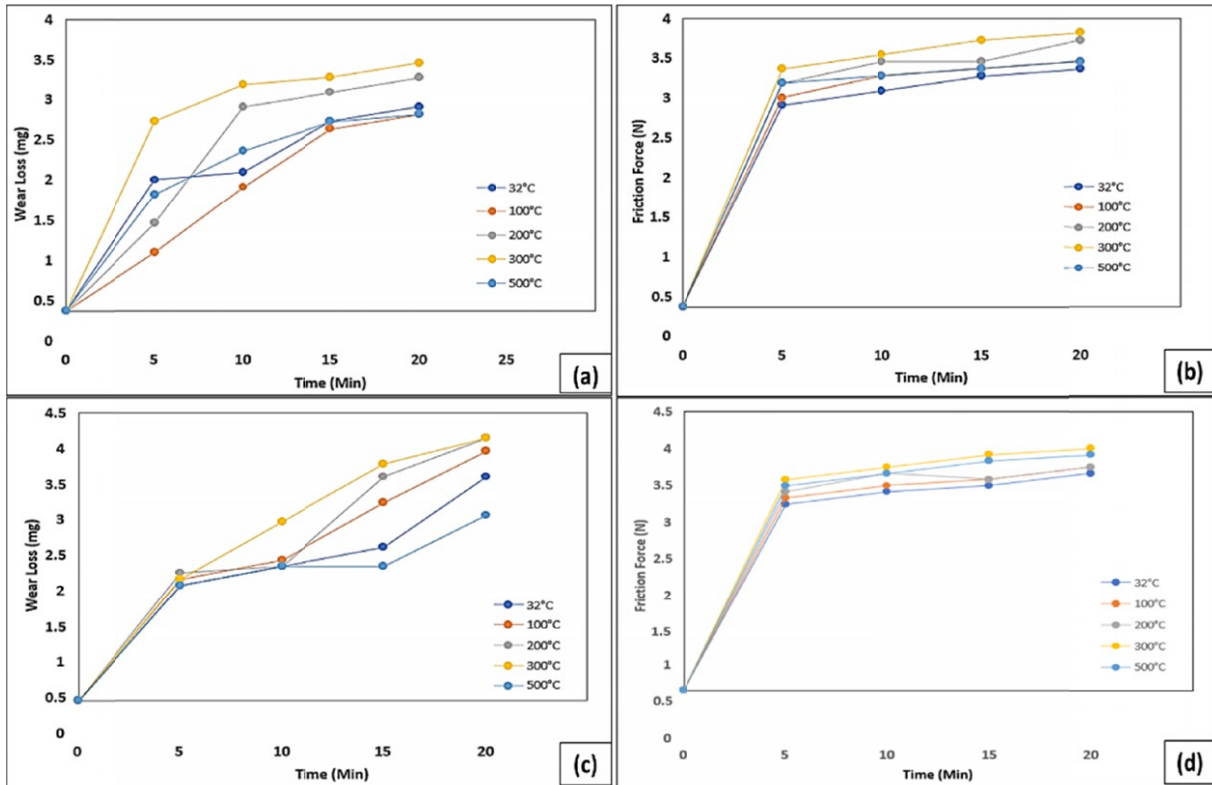 4
3.5
3
2.5
2
1.5
1
0.5
0
Wear Loss (mg)
32°C
100°C
200°C
300°C
500°C
0 5 10 15 20 25
Time (Min)
(a)
4
3.5
3
2.5
2
1.5
1
0.5
0
Friction Force (N)
32°C
100°C
200°C
300°C
500°C
0 5 10 15 20
Time (Min)
(b)
4.5
4
3.5
3
2.5
2
1.5
1
0.5
0
Wear Loss (mg)
32°C
100°C
200°C
300°C
500°C
0 5 10 15 20
Time (Min)
(c)
4.5
4
3.5
3
2.5
2
1.5
1
0.5
0
Friction Force (N)
32°C
100°C
200°C
300°C
500°C
0 5 10 15 20
Time (Min)
(d)